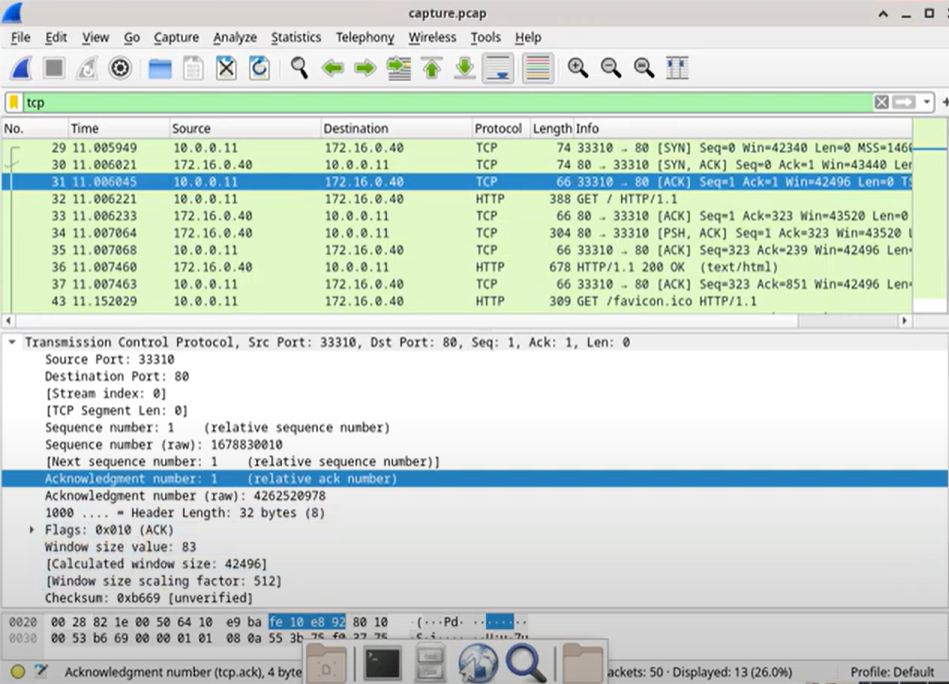 capture.pcap
File Edit View Go Capture Analyze Statistics Telephony Wireless Tools Help
tcp
No. Time Source Destination Protocol Length Info
29 11.005949 10.0.0.11 172.16.0.40 TCP 74 33310 → 80 [SYN] Seq=0 Win=42340 Len=0 MSS=1460
30 11.006021 172.16.0.40 10.0.0.11 TCP 74 80 → 33310 [SYN, ACK] Seq=0 Ack=1 Win=43440 Len
31 11.006045 10.0.0.11 172.16.0.40 TCP 66 33310 → 80 [ACK] Seq=1 Ack=1 Win=42496 Len=0 TS
32 11.006221 10.0.0.11 172.16.0.40 HTTP 388 GET / HTTP/1.1
33 11.006233 172.16.0.40 10.0.0.11 TCP 66 80 → 33310 [ACK] Seq=1 Ack=323 Win=43520 Len=0
34 11.007064 172.16.0.40 10.0.0.11 TCP 304 80 → 33310 [PSH, ACK] Seq=1 Ack=323 Win=43520 L
35 11.007068 10.0.0.11 172.16.0.40 TCP 66 33310 → 80 [ACK] Seq=323 Ack=239 Win=42496 Len=
36 11.007460 172.16.0.40 10.0.0.11 HTTP 678 HTTP/1.1 200 OK (text/html)
37 11.007463 10.0.0.11 172.16.0.40 TCP 66 33310 → 80 [ACK] Seq=323 Ack=851 Win=42496 Len=
43 11.152029 10.0.0.11 172.16.0.40 HTTP 309 GET /favicon.ico HTTP/1.1
Transmission Control Protocol, Src Port: 33310, Dst Port: 80, Seq: 1, Ack: 1, Len: 0
Source Port: 33310
Destination Port: 80
[Stream index: 0]
[TCP Segment Len: 0]
Sequence number: 1 (relative sequence number)
Sequence number (raw): 1678830010
[Next sequence number: 1 (relative sequence number)]
Acknowledgment number: 1 (relative ack number)
Acknowledgment number (raw): 4262520978
1000 .... = Header Length: 32 bytes (8)
Flags: 0x010 (ACK)
Window size value: 83
[Calculated window size: 42496]
[Window size scaling factor: 512]
Checksum: 0xb669 [unverified]
0020 00 28 82 1e 00 50 64 10 e9 ba fe 10 e8 92 80 10 ·(···Pd· ········
0030 00 53 b6 69 00 00 01 01 08 0a 55 3b 75 f0 37 75
Acknowledgment number (tcp.ack), 4 byte
ackets: 50 · Displayed: 13 (26.0%) Profile: Default